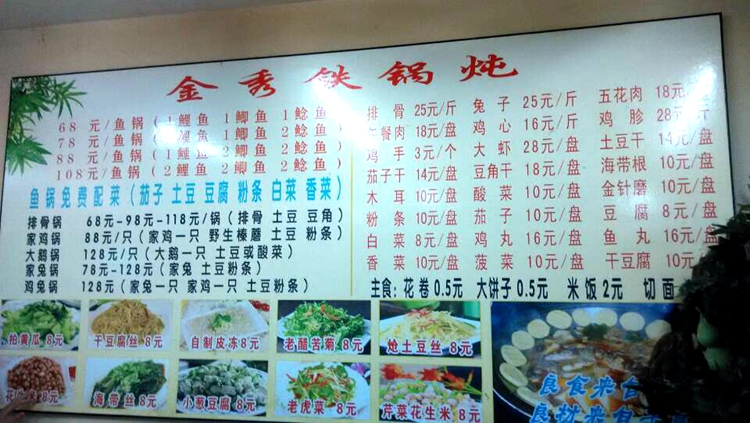 金秀铁锅炖
68 元/鱼锅(1鲤鱼 1鲫鱼 1鲶鱼
78 元/鱼锅( 鲤鱼 1鲫鱼 2鲶鱼
88 元/鱼锅( 鲤鱼 2鲫鱼 2鲶鱼
108元/鱼锅(2鲤鱼 2鲫鱼 2鲶鱼)
鱼锅免费配菜(茄子 土豆 豆腐 粉条 白菜 香菜)
排骨锅 68元-98元-118元/锅(排骨 土豆 豆角)
家鸡锅 88元/只(家鸡一只 野生榛蘑 土豆 粉条)
大鹅锅 128元/只(大鹅一只 土豆或酸菜)
家兔锅 78元-128元(家兔 土豆粉条)
鸡兔锅 128元(家兔一只 家鸡一只 土豆粉条)
排骨 25元/斤 兔子 25元/斤 五花肉 18元/
餐肉 18元/盘 鸡心 16元/斤 鸡胗 28元/
鸡手 3元/个 大虾 28元/盘 土豆干 14元/盘
茄子干 14元/盘 豆角干 18元/盘 海带根 10元/盘
木耳 10元/盘 酸菜 10元/盘 金针磨 10元/盘
粉条 10元/盘 茄子 10元/盘 豆腐 8元/盘
白菜 8元/盘 鸡丸 16元/盘 鱼丸 16元/盘
香菜 10元/盘 菠菜 10元/盘 干豆腐 10元/
主食:花卷0.5元 大饼子0.5元 米饭2元 切面
拍黄瓜 8元 干豆腐丝 8元 自制皮冻 8元 老醋苦菊 8元 炝土豆丝 8元
花 米 8元 海带丝 8元 小葱豆腐 8元 老虎菜 8元 芹菜花生米 8元
良食来自
良材来自